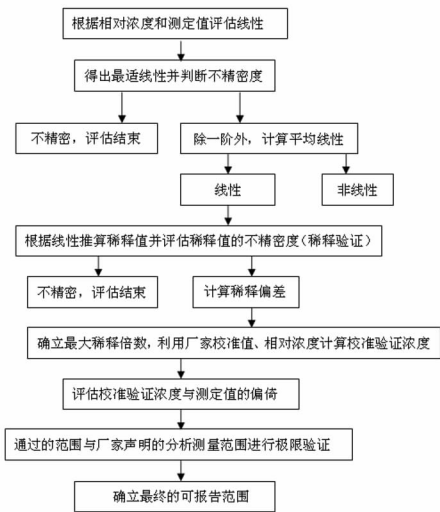 根据相对浓度和测定值评估线性
得出最适线性并判断不精密度
不精密，评估结束
除一阶外，计算平均线性
线性
非线性
根据线性推算稀释值并评估稀释值的不精密度（稀释验证）
不精密，评估结束
计算稀释偏差
确立最大稀释倍数，利用厂家校准值、相对浓度计算校准验证浓度
评估校准验证浓度与测定值的偏倚
通过的范围与厂家声明的分析测量范围进行极限验证
确立最终的可报告范围